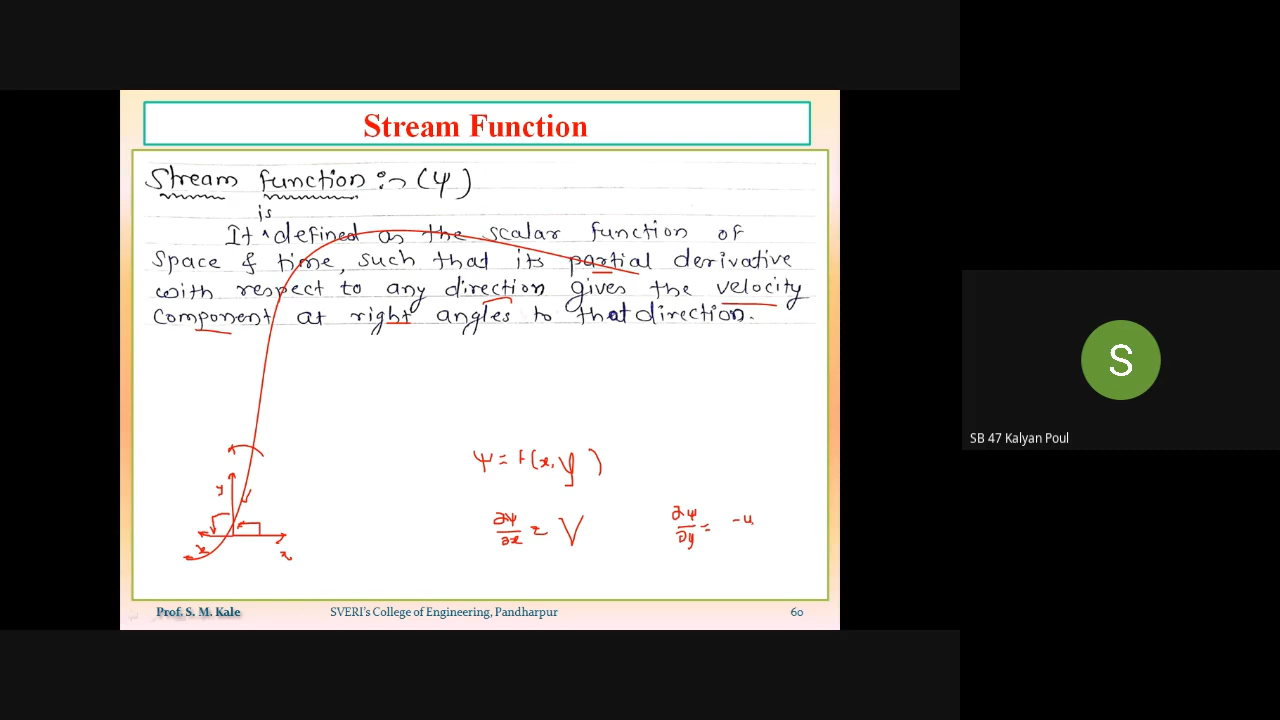 Stream Function
Stream function :- (ψ)
is
It ^ defined as the scalar function of
space & time, such that its partial derivative
with respect to any direction gives the velocity
component at right angles to that direction.
ψ = f(x, y)
∂ψ/∂x = V
∂ψ/∂y = -u
y
x
x
Prof. S. M. Kale
SVERI's College of Engineering, Pandharpur
60
S
SB 47 Kalyan Poul